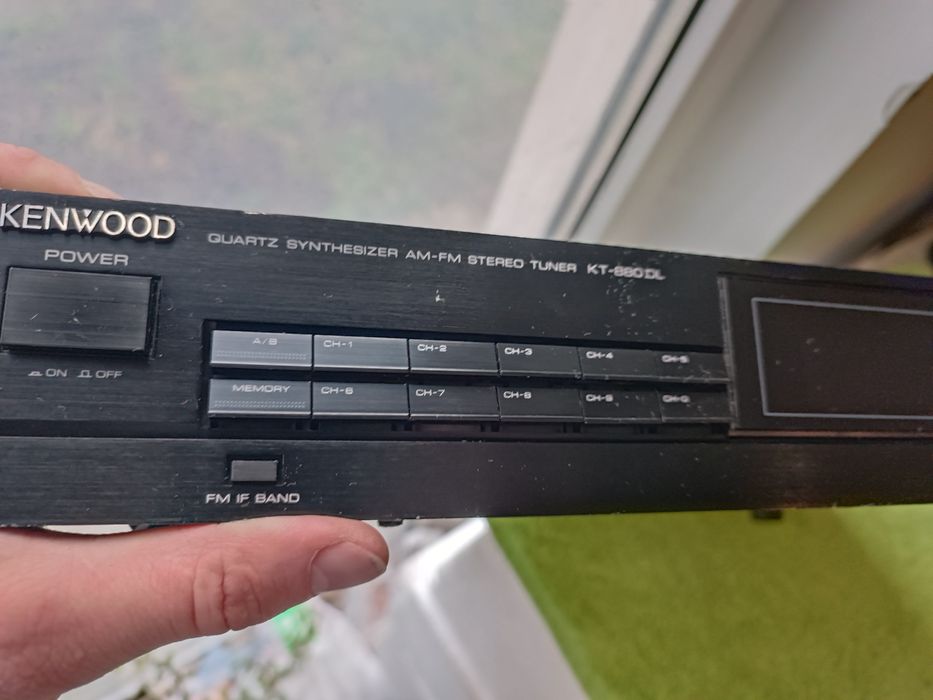 KENWOOD
QUARTZ SYNTHESIZER AM-FM STEREO TUNER KT-880DL
POWER
ON OFF
A/B CH-1 CH-2 CH-3 CH-4 CH-5
MEMORY CH-6 CH-7 CH-8 CH-9 CH-0
FM IF BAND